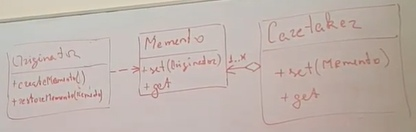 Originator
+createMemento()
+restoreMemento(Memento)
Memento
+set(Originator)
+get
1..*
Caretaker
+set(Memento)
+get